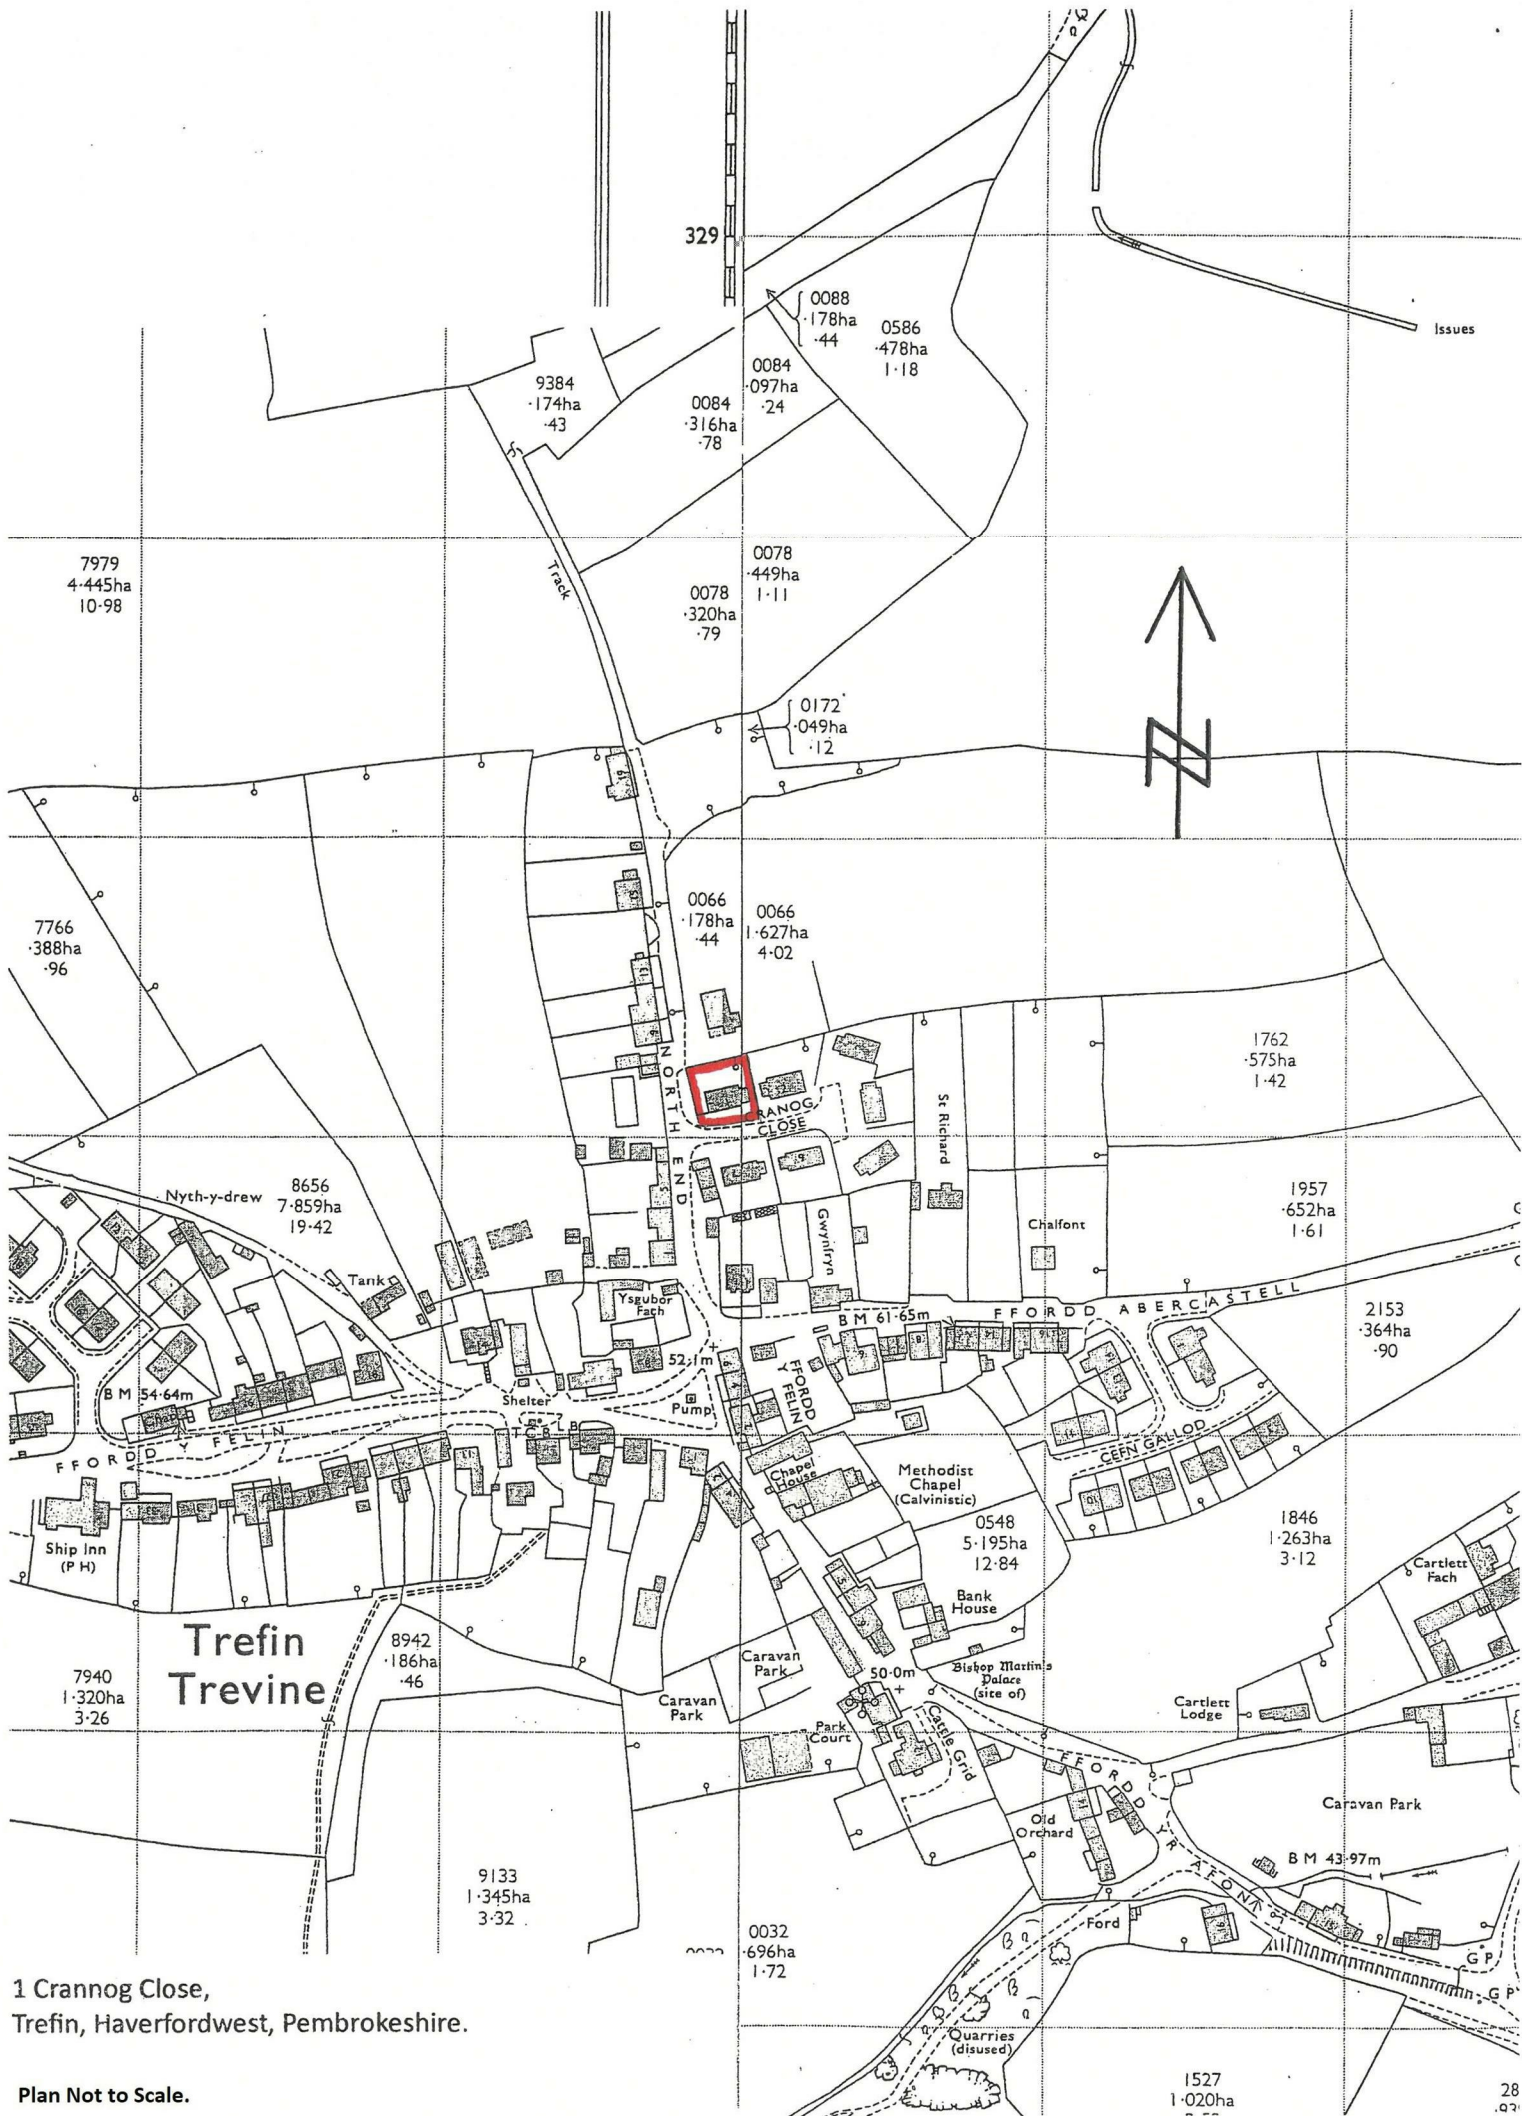 329
0088
·178ha
·44
0586
·478ha
1·18
Issues
9384
·174ha
·43
0084
·097ha
·24
0084
·316ha
·78
7979
4·445ha
10·98
Track
0078
·449ha
1·11
0078
·320ha
·79
N
0172
·049ha
·12
19
15
7766
·388ha
·96
0066
·178ha
·44
0066
1·627ha
4·02
13
9
1762
·575ha
1·42
NORTH END
CRANOG
CLOSE
St Richard
Nyth-y-drew
8656
7·859ha
19·42
1957
·652ha
1·61
Gwynfryn
Chalfont
Tank
Ysgubor
Fach
BM 61·65m
FFORDD ABERCASTELL
2153
·364ha
·90
52·1m
BM 54·64m
Chapel
Shelter
TCB
LB
Pump
FFORDD
Y
FELIN
FFORDD Y FELIN
CEFN GALLOD
Chapel
House
Methodist
Chapel
(Calvinistic)
0548
5·195ha
12·84
1846
1·263ha
3·12
Ship Inn
(P H)
Cartlett
Fach
Bank
House
Trefin
Trevine
8942
·186ha
·46
7940
1·320ha
3·26
Caravan
Park
Caravan
Park
50·0m
Bishop Martin's
Palace
(site of)
Cartlett
Lodge
Park
Court
Cattle Grid
FFORDD YR AFON
Caravan Park
Old
Orchard
BM 43·97m
9133
1·345ha
3·32
0032
·696ha
1·72
Ford
GP
GP
Quarries
(disused)
1527
1·020ha
1 Crannog Close,
Trefin, Haverfordwest, Pembrokeshire.
Plan Not to Scale.